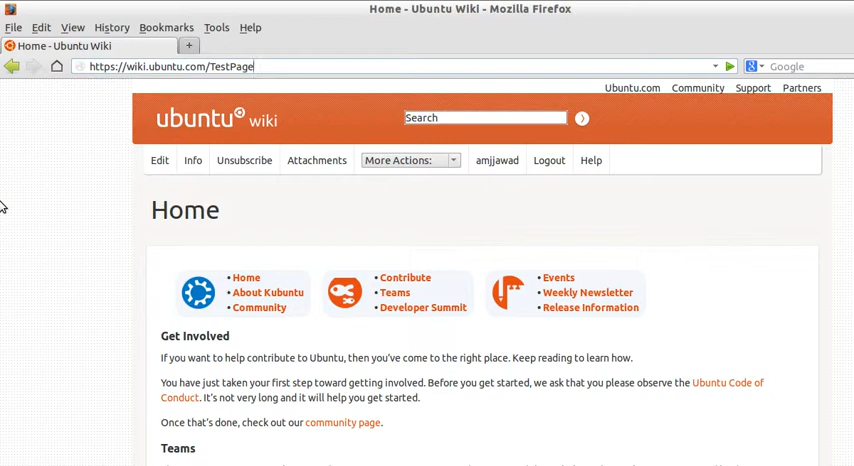 Home - Ubuntu Wiki - Mozilla Firefox
File Edit View History Bookmarks Tools Help
Home - Ubuntu Wiki +
https://wiki.ubuntu.com/TestPage Google
Ubuntu.com Community Support Partners
ubuntu wiki Search
Edit Info Unsubscribe Attachments More Actions: amjjawad Logout Help
Home
• Home
• About Kubuntu
• Community
• Contribute
• Teams
• Developer Summit
• Events
• Weekly Newsletter
• Release Information
Get Involved
If you want to help contribute to Ubuntu, then you've come to the right place. Keep reading to learn how.
You have just taken your first step toward getting involved. Before you get started, we ask that you please observe the Ubuntu Code of
Conduct. It's not very long and it will help you get started.
Once that's done, check out our community page.
Teams